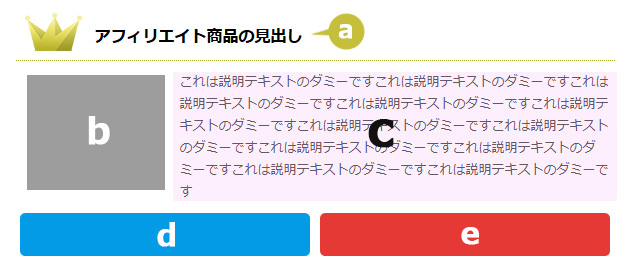 アフィリエイト商品の見出し a
b
これは説明テキストのダミーですこれは説明テキストのダミーですこれは
説明テキストのダミーですこれは説明テキストのダミーですこれは説明テ
キストのダミーですこれは説明テキストのダミーですこれは説明テキスト
のダミーですこれは説明テキストのダミーですこれは説明テキストのダ
ミーですこれは説明テキストのダミーですこれは説明テキストのダミーで
す
c
d
e